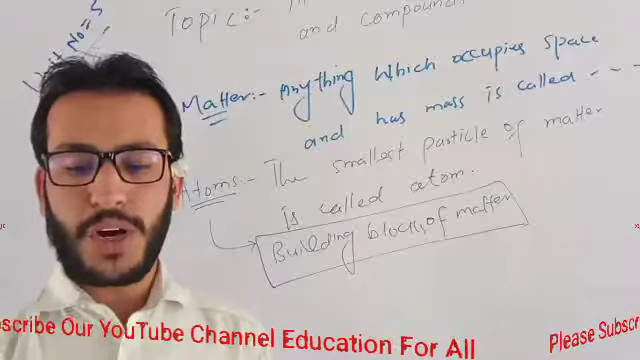 Unit No# 5
Topic:-
and compound
Matter:- Anything which occupies space
and has mass is called - - -
Atoms:- The smallest particle of matter
is called atom.
Building blocks of matter
scribe Our YouTube Channel Education For All
Please Subscr